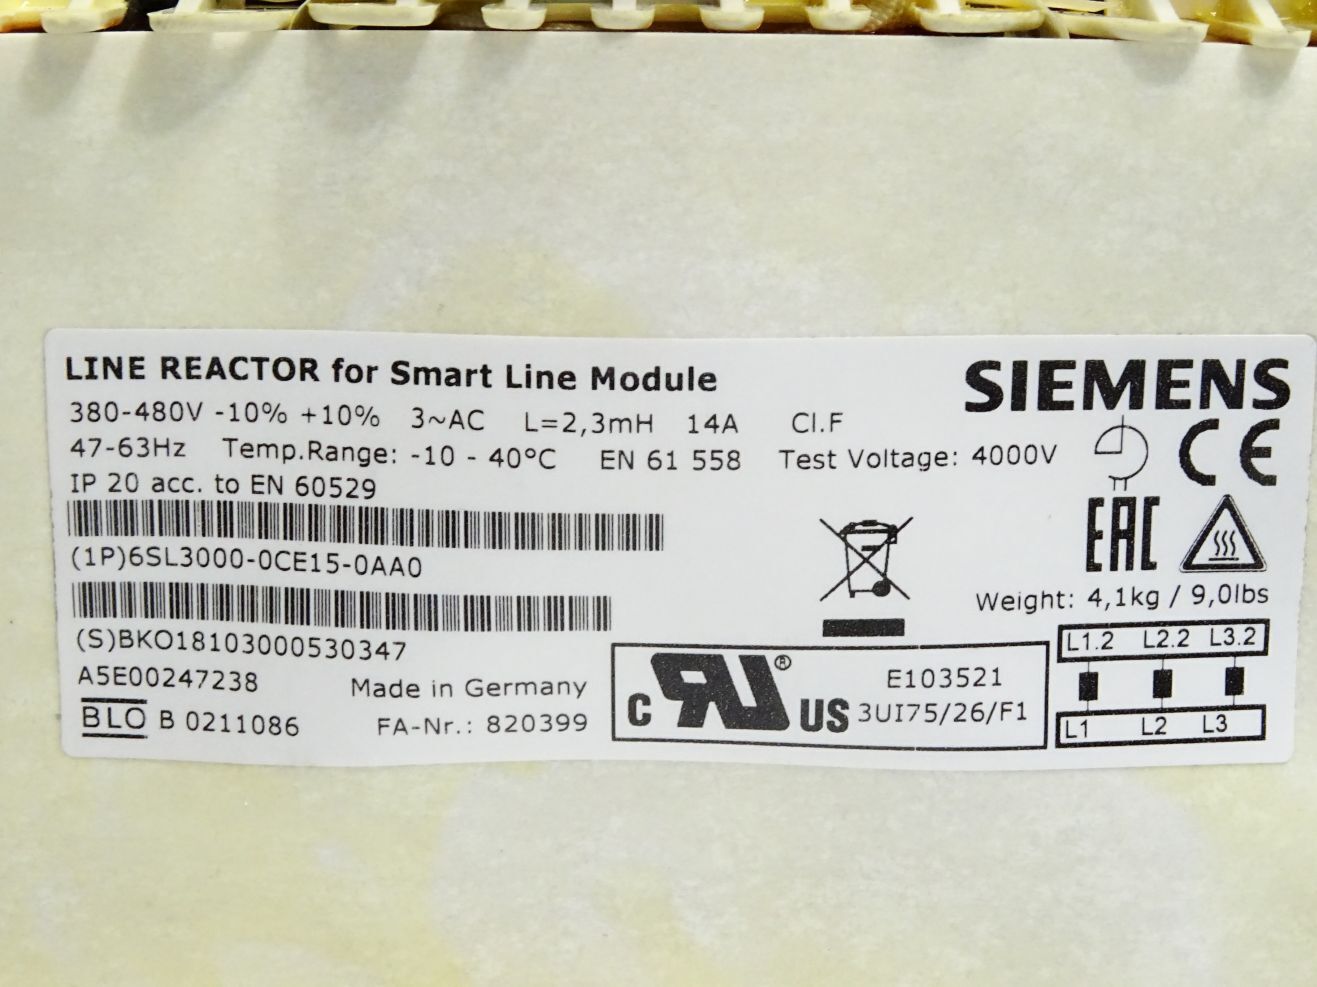 LINE REACTOR for Smart Line Module
SIEMENS
380-480V -10% +10% 3~AC L=2,3mH 14A Cl.F
47-63Hz Temp.Range: -10 - 40°C EN 61 558 Test Voltage: 4000V
CE
IP 20 acc. to EN 60529
EAC
(1P)6SL3000-0CE15-0AA0
Weight: 4,1kg / 9,0lbs
(S)BKO18103000530347
L1.2 L2.2 L3.2
A5E00247238 Made in Germany
BLO B 0211086 FA-Nr.: 820399
c RU® US
E103521
3UI75/26/F1
L1 L2 L3